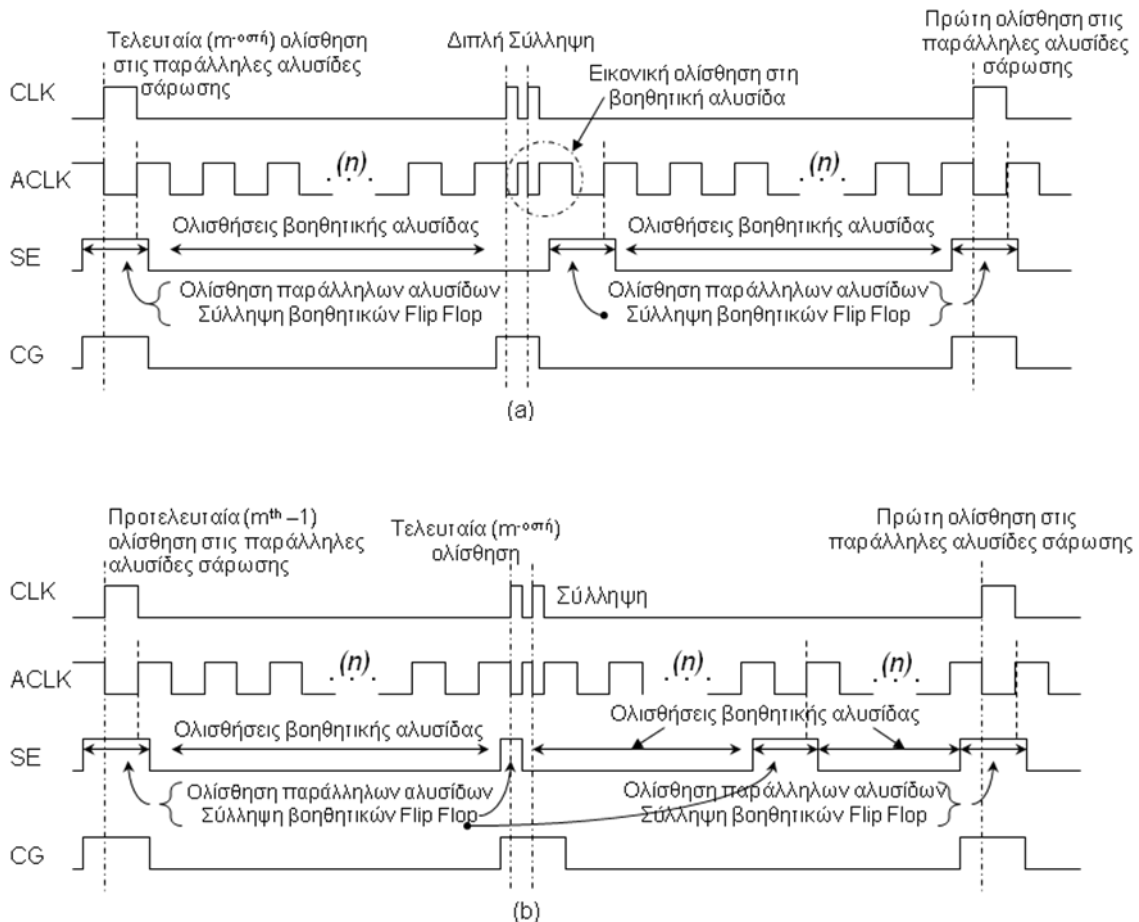 Τελευταία (m-οστή) ολίσθηση
στις παράλληλες αλυσίδες
σάρωσης
Διπλή Σύλληψη
Εικονική ολίσθηση στη
βοηθητική αλυσίδα
Πρώτη ολίσθηση στις
παράλληλες αλυσίδες
σάρωσης
CLK
ACLK
(n)
(n)
Ολισθήσεις βοηθητικής αλυσίδας
Ολισθήσεις βοηθητικής αλυσίδας
SE
Ολίσθηση παράλληλων αλυσίδων
Σύλληψη βοηθητικών Flip Flop
Ολίσθηση παράλληλων αλυσίδων
Σύλληψη βοηθητικών Flip Flop
CG
(a)
Προτελευταία (mth –1)
ολίσθηση στις παράλληλες
αλυσίδες σάρωσης
Τελευταία (m-οστή)
ολίσθηση
Πρώτη ολίσθηση στις
παράλληλες αλυσίδες σάρωσης
CLK
Σύλληψη
ACLK
(n)
(n)
(n)
Ολισθήσεις βοηθητικής αλυσίδας
Ολισθήσεις βοηθητικής αλυσίδας
SE
Ολίσθηση παράλληλων αλυσίδων
Σύλληψη βοηθητικών Flip Flop
Ολίσθηση παράλληλων αλυσίδων
Σύλληψη βοηθητικών Flip Flop
CG
(b)